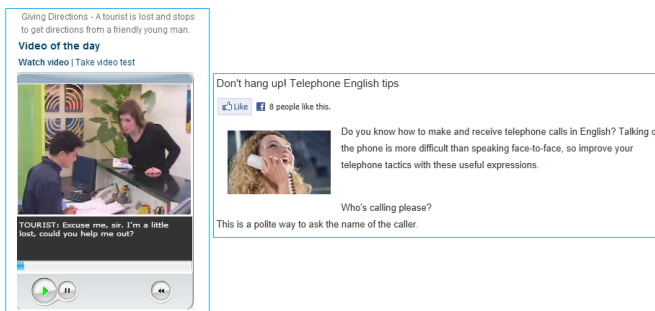 Giving Directions - A tourist is lost and stops
to get directions from a friendly young man.
Video of the day
Watch video | Take video test
TOURIST: Excuse me, sir. I'm a little
lost, could you help me out?
Don't hang up! Telephone English tips
Like 8 people like this.
Do you know how to make and receive telephone calls in English? Talking
the phone is more difficult than speaking face-to-face, so improve your
telephone tactics with these useful expressions.
Who's calling please?
This is a polite way to ask the name of the caller.